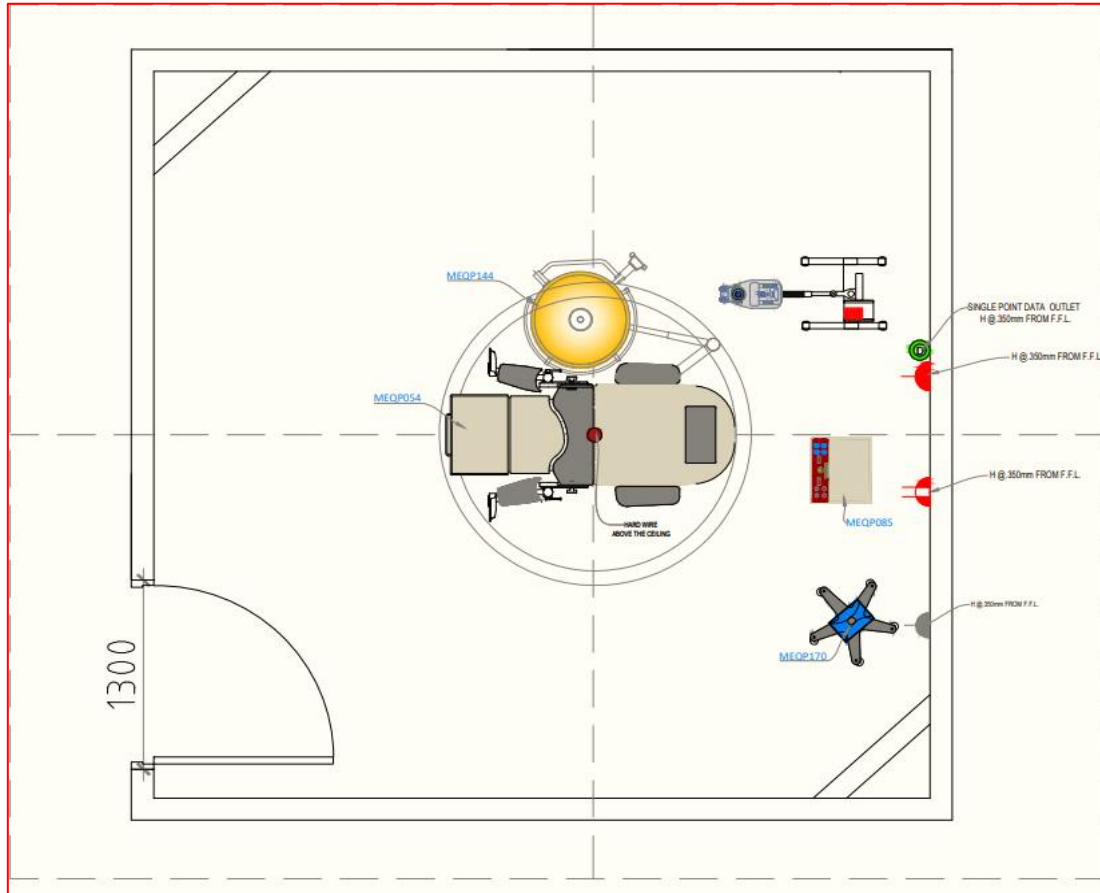 MEQP144
SINGLE POINT DATA OUTLET
H @.350mm FROM F.F.L.
H @.350mm FROM F.F.L
MEQP054
H @.350mm FROM F.F.L.
MEQP085
HARD WIRE
ABOVE THE CEILING
H @.350mm FROM F.F.L.
MEQP170
1300